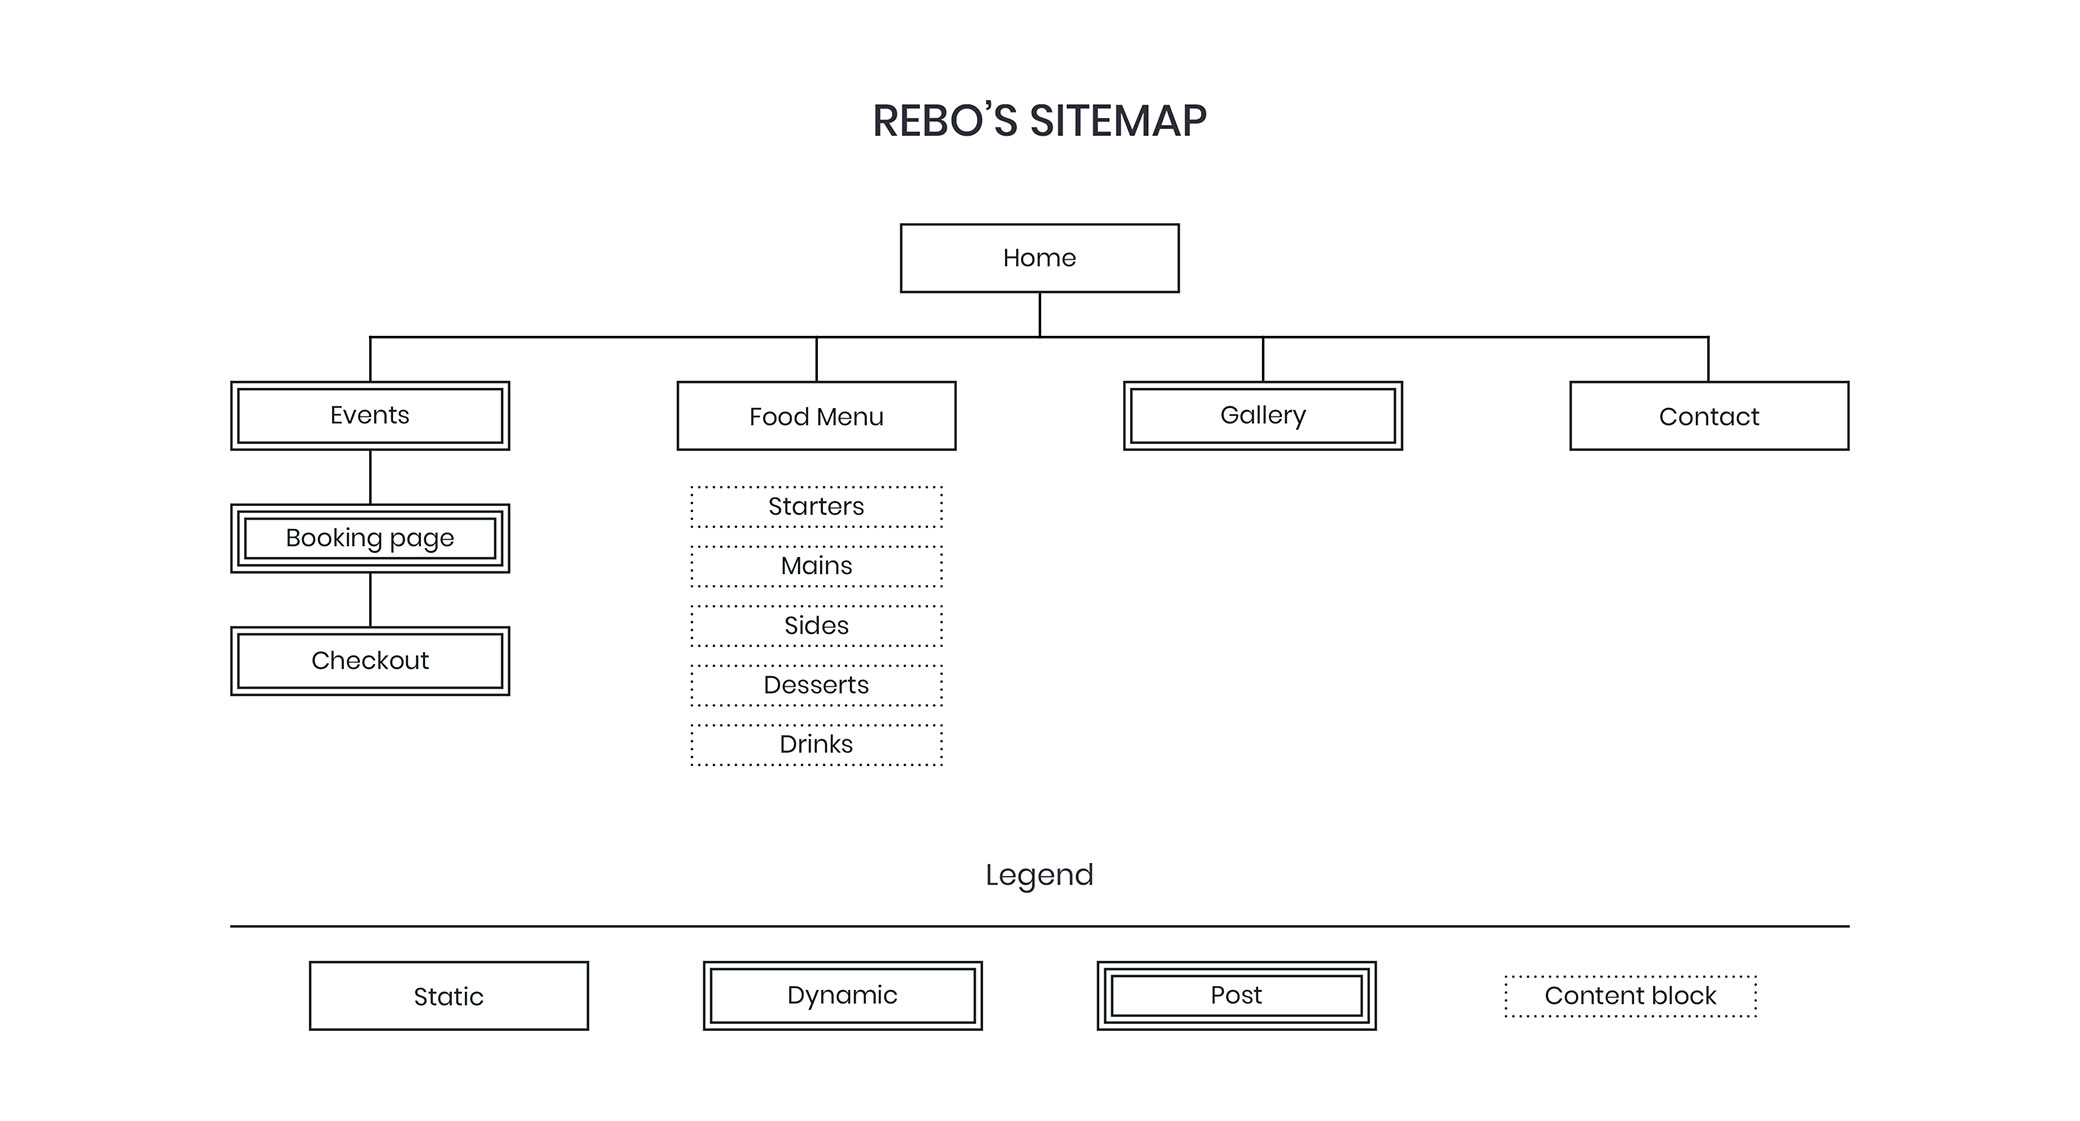 REBO’S SITEMAP
Home
Events
Food Menu
Gallery
Contact
Booking page
Checkout
Starters
Mains
Sides
Desserts
Drinks
Legend
Static
Dynamic
Post
Content block